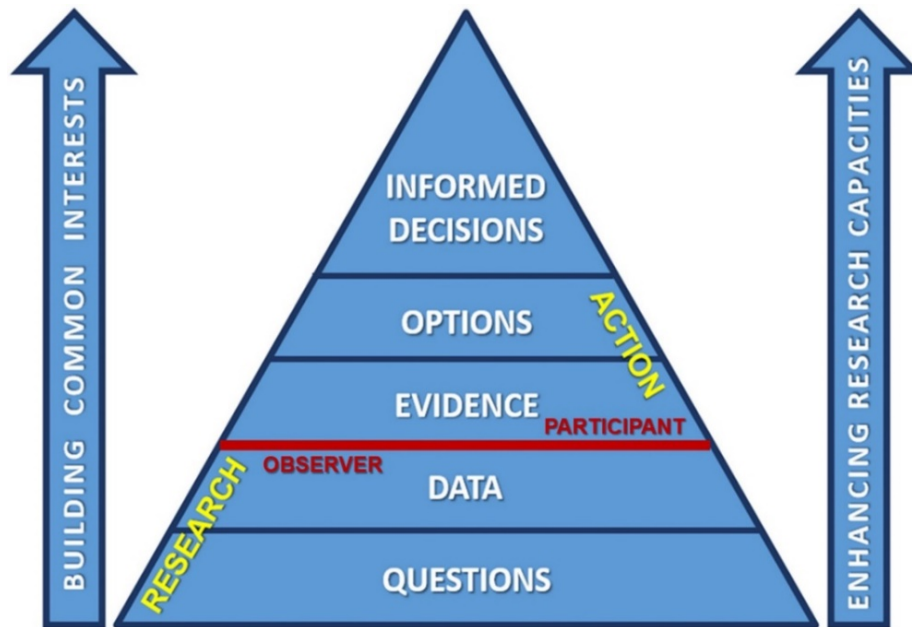 BUILDING COMMON INTERESTS
INFORMED
DECISIONS
OPTIONS
ACTION
EVIDENCE
PARTICIPANT
OBSERVER
RESEARCH
DATA
QUESTIONS
ENHANCING RESEARCH CAPACITIES